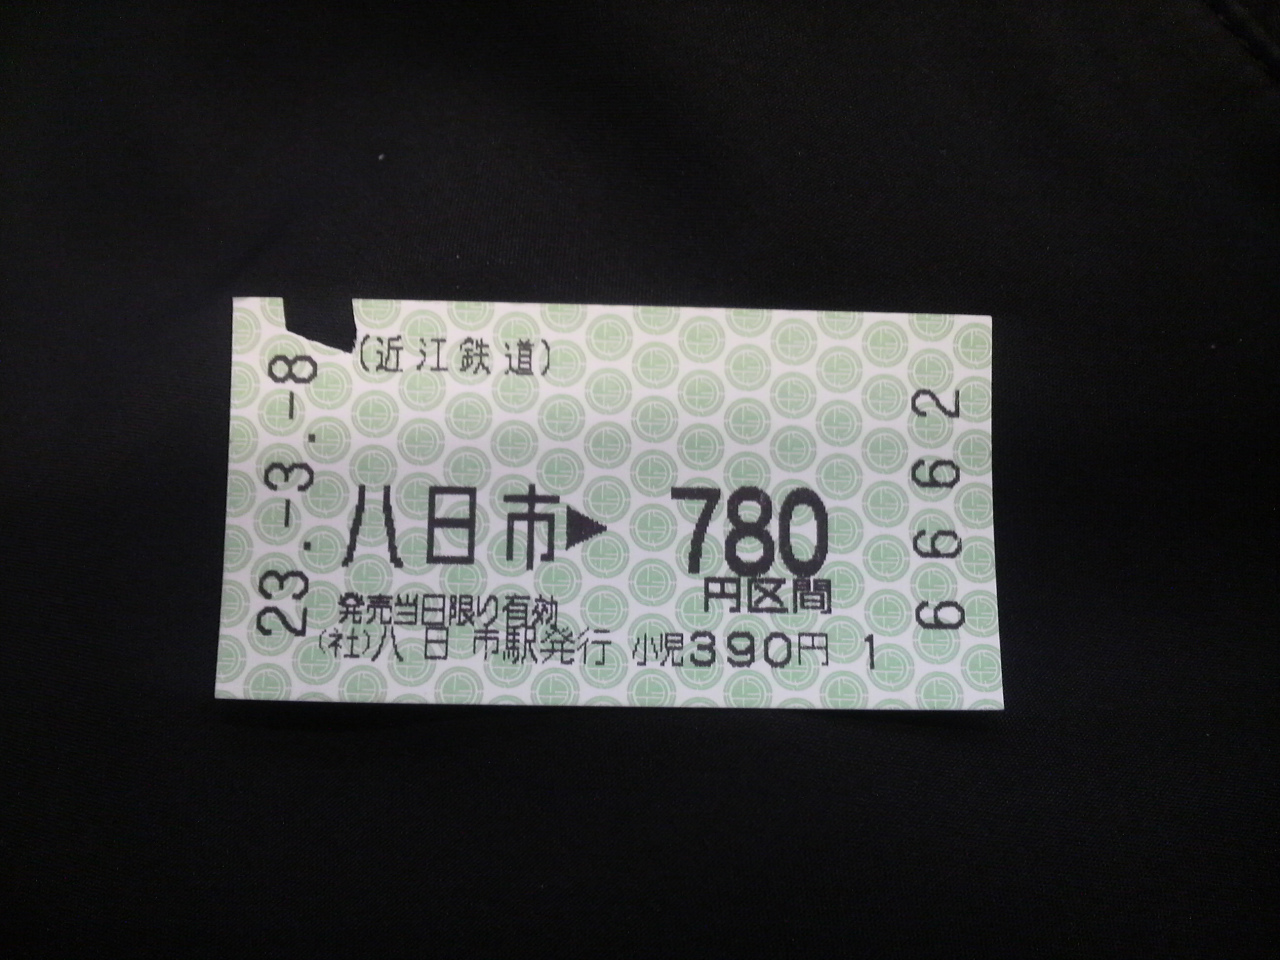 (近江鉄道)
23.-3.-8
八日市▶780
円区間
発売当日限り有効
(社)八日市駅発行 小児390円 1
6662